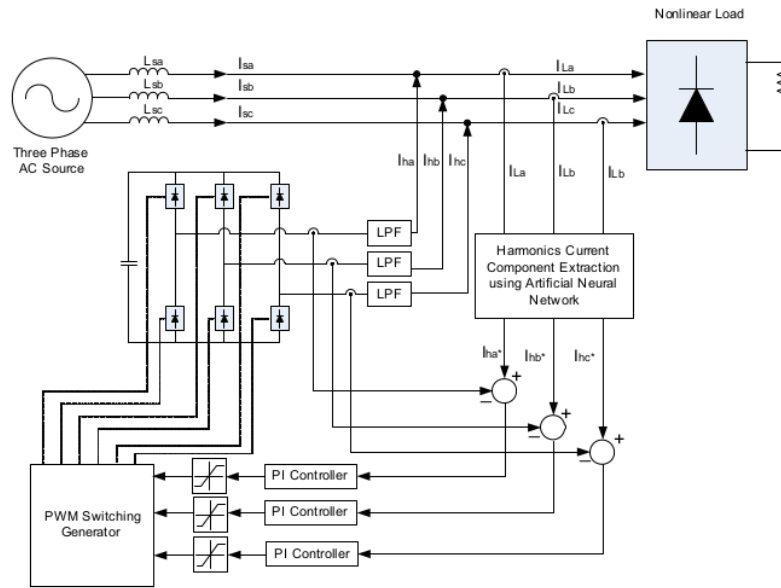 Nonlinear Load
Lsa
Isa
ILa
Lsb
Isb
ILb
Lsc
Isc
ILc
Three Phase
AC Source
Iha
Ihb
Ihc
ILa
ILb
ILb
LPF
LPF
LPF
Harmonics Current
Component Extraction
using Artificial Neural
Network
Iha*
Ihb*
Ihc*
+
−
+
−
+
−
PI Controller
PI Controller
PI Controller
PWM Switching
Generator